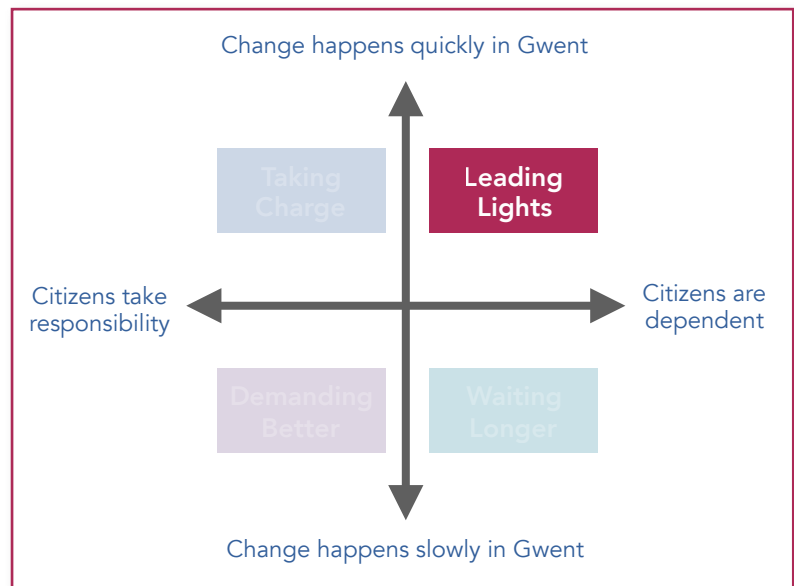 Change happens quickly in Gwent
Taking
Charge
Leading
Lights
Citizens take
responsibility
Citizens are
dependent
Demanding
Better
Waiting
Longer
Change happens slowly in Gwent